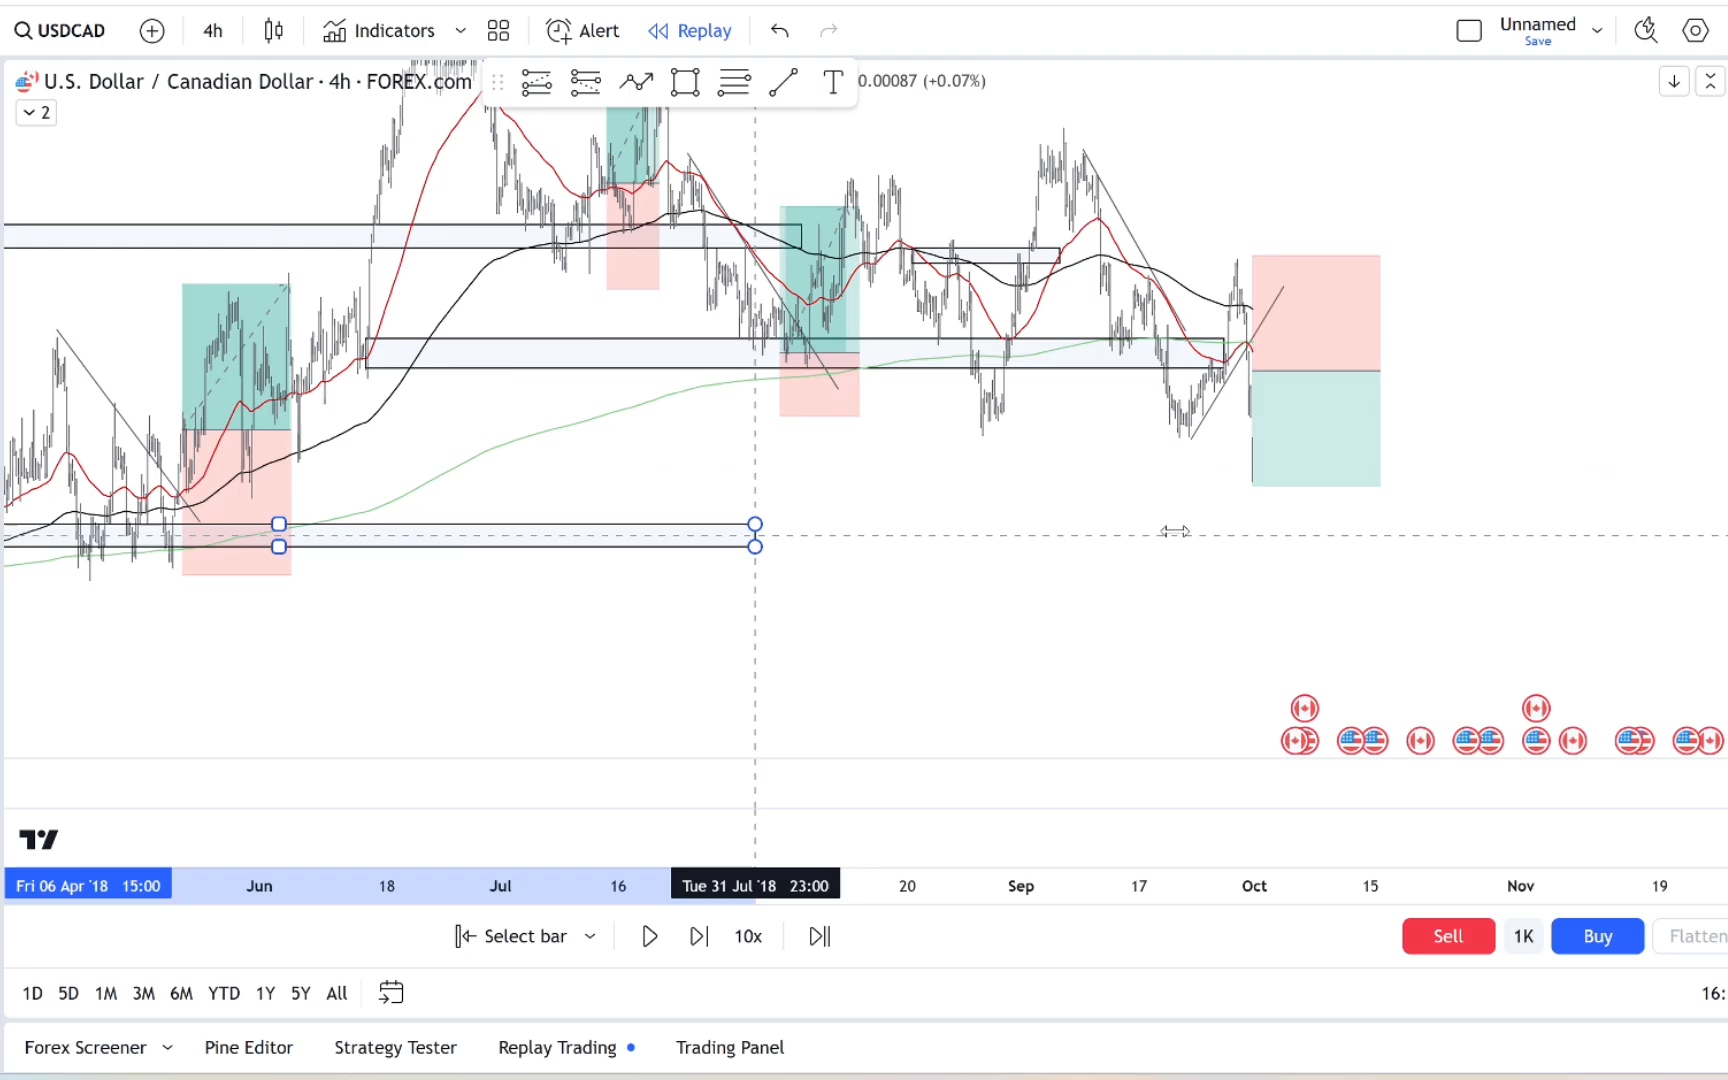 USDCAD 4h Indicators Alert Replay Unnamed
Save
U.S. Dollar / Canadian Dollar · 4h · FOREX.com T 0.00087 (+0.07%)
2
Fri 06 Apr '18 15:00 Jun 18 Jul 16 Tue 31 Jul '18 23:00 20 Sep 17 Oct 15 Nov 19
Select bar 10x Sell 1K Buy Flatten
1D 5D 1M 3M 6M YTD 1Y 5Y All 16:
Forex Screener Pine Editor Strategy Tester Replay Trading Trading Panel